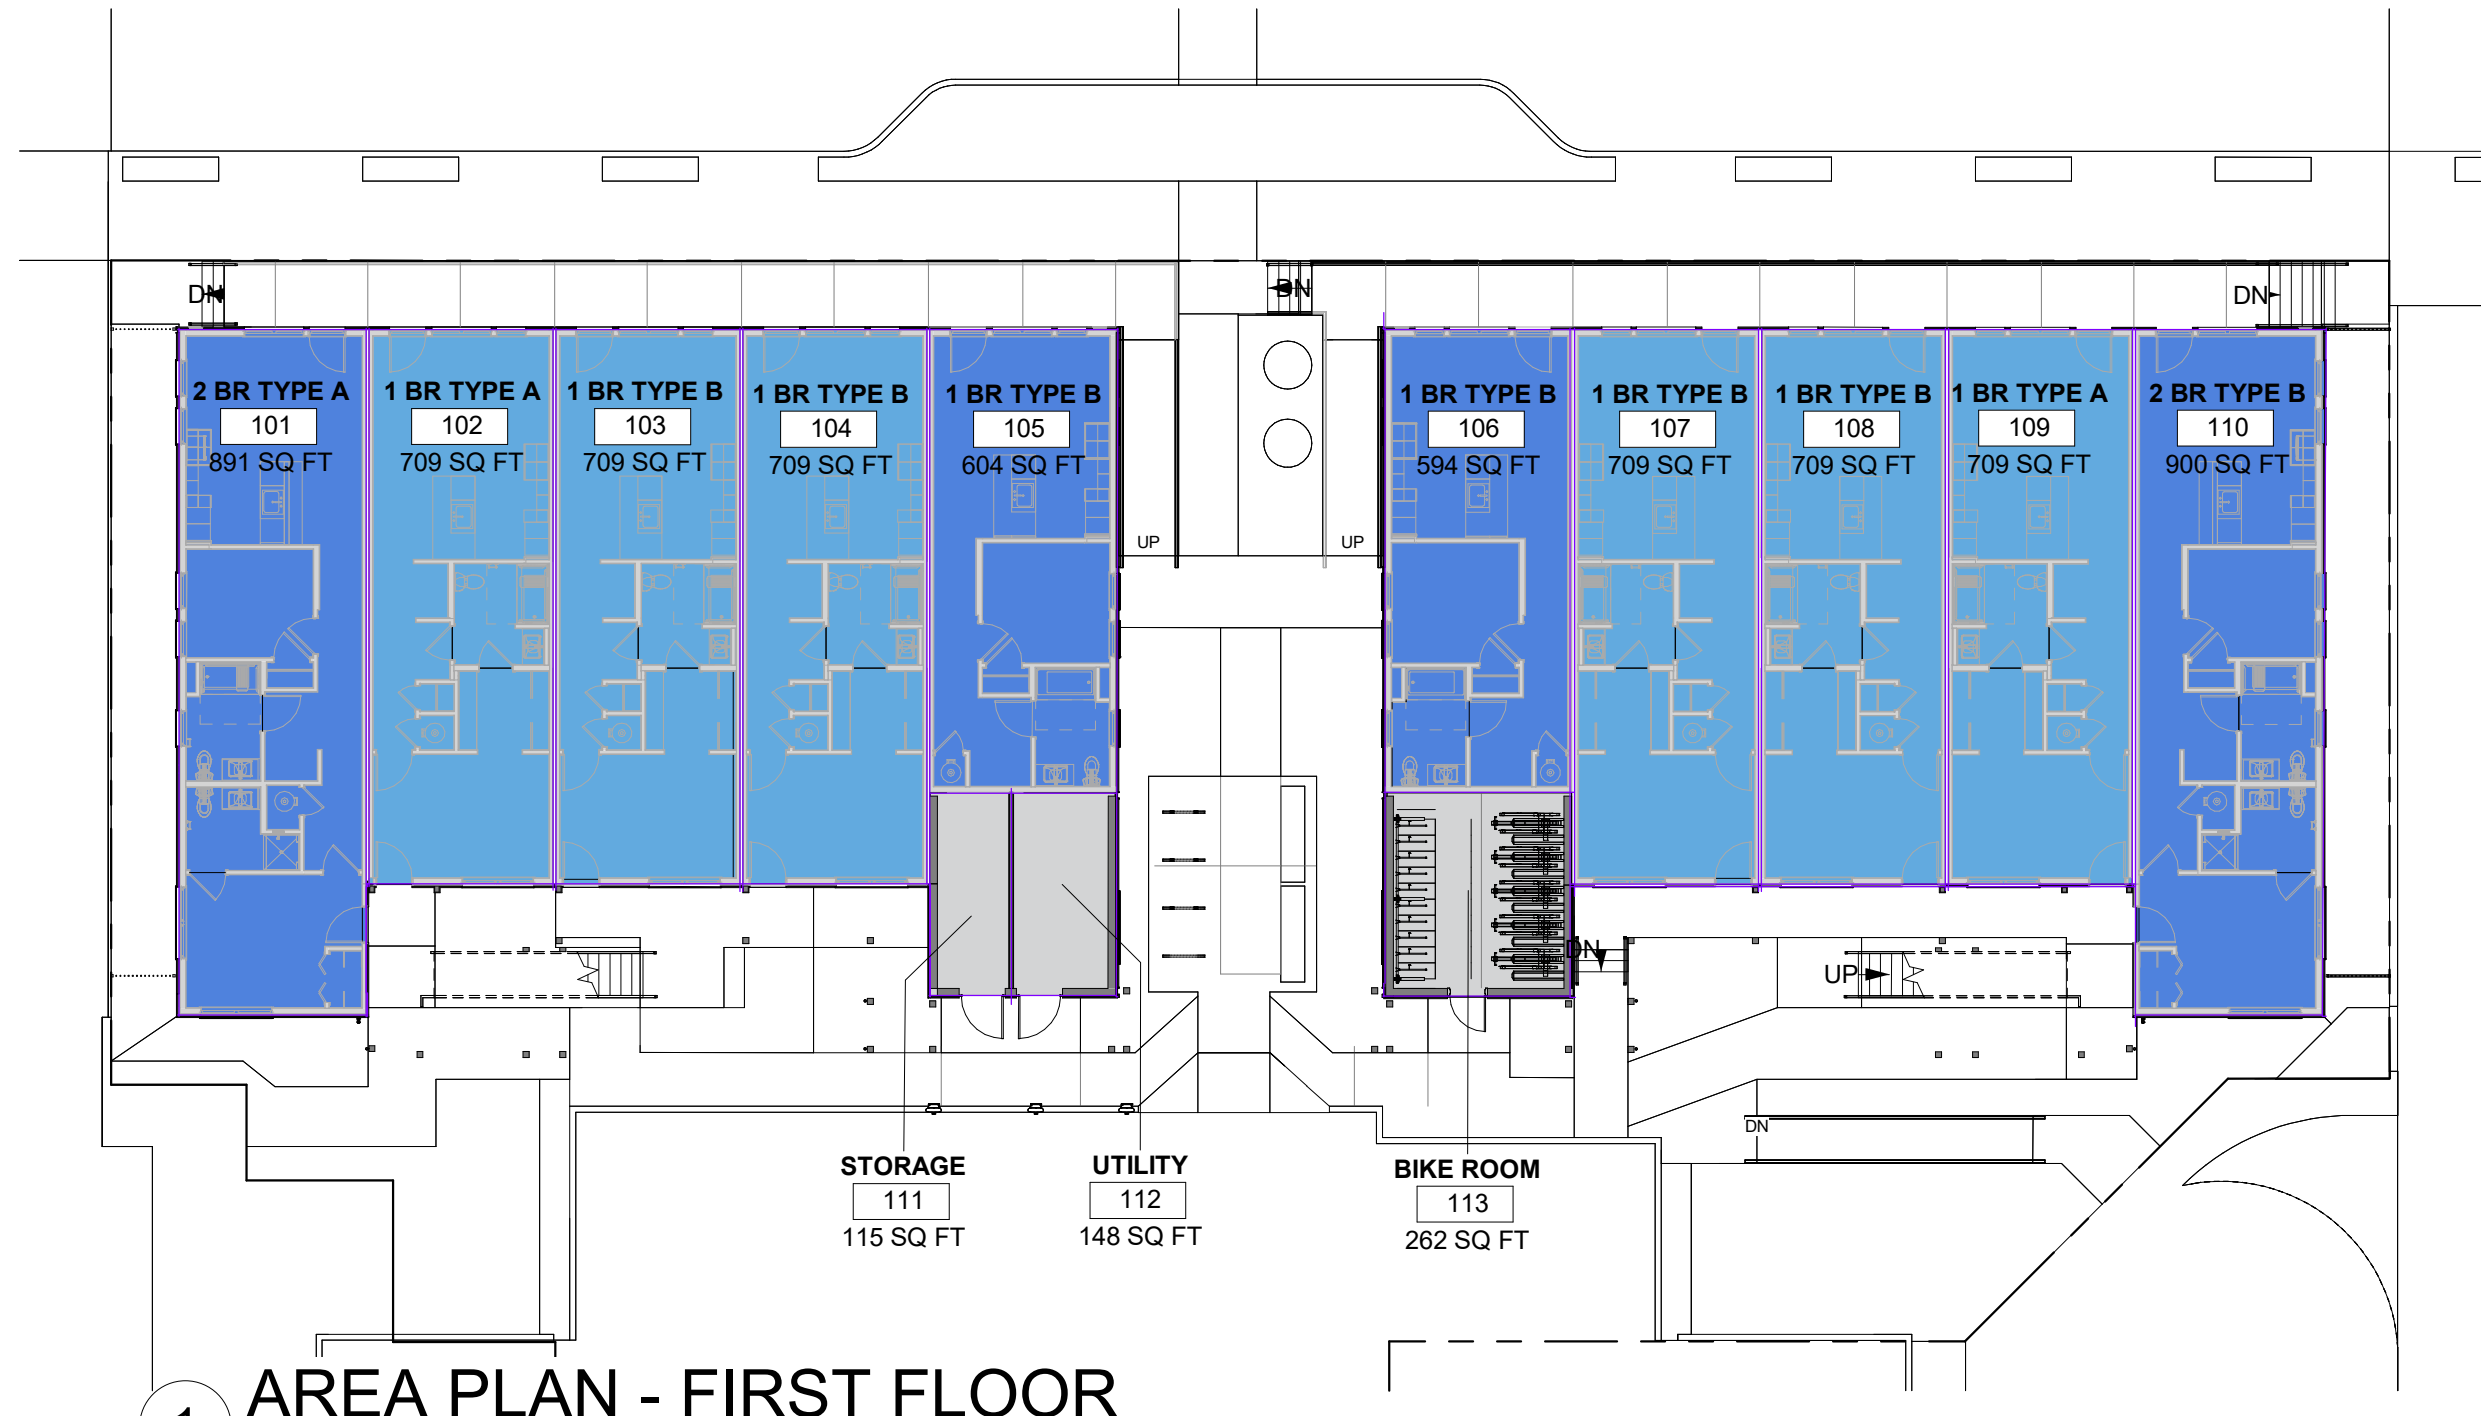 DN
DN
DN
2 BR TYPE A
101
891 SQ FT
1 BR TYPE A
102
709 SQ FT
1 BR TYPE B
103
709 SQ FT
1 BR TYPE B
104
709 SQ FT
1 BR TYPE B
105
604 SQ FT
1 BR TYPE B
106
594 SQ FT
1 BR TYPE B
107
709 SQ FT
1 BR TYPE B
108
709 SQ FT
1 BR TYPE A
109
709 SQ FT
2 BR TYPE B
110
900 SQ FT
UP
UP
DN
UP
DN
STORAGE
111
115 SQ FT
UTILITY
112
148 SQ FT
BIKE ROOM
113
262 SQ FT
1
AREA PLAN - FIRST FLOOR